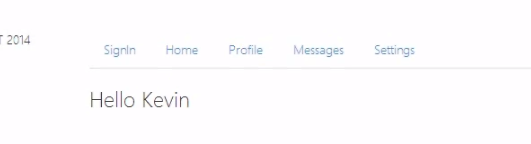 T 2014
SignIn Home Profile Messages Settings
Hello Kevin